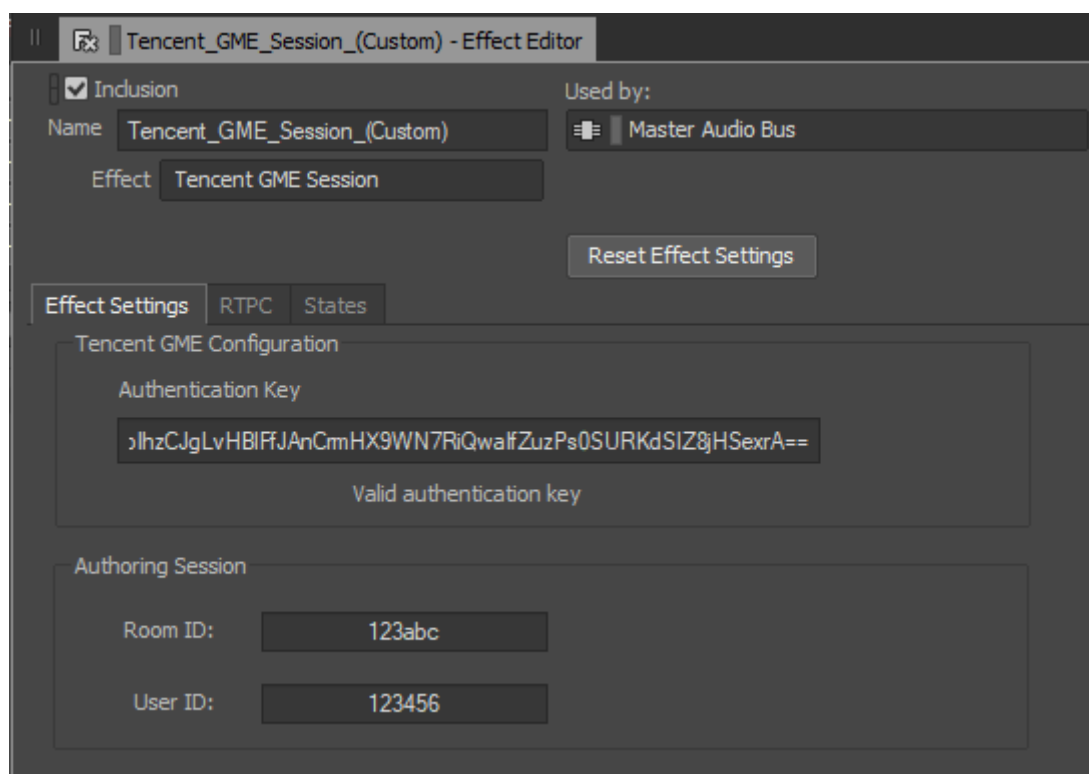 Tencent_GME_Session_(Custom) - Effect Editor
Inclusion
Used by:
Name Tencent_GME_Session_(Custom)
Master Audio Bus
Effect Tencent GME Session
Reset Effect Settings
Effect Settings RTPC States
Tencent GME Configuration
Authentication Key
Valid authentication key
Authoring Session
Room ID: 123abc
User ID: 123456